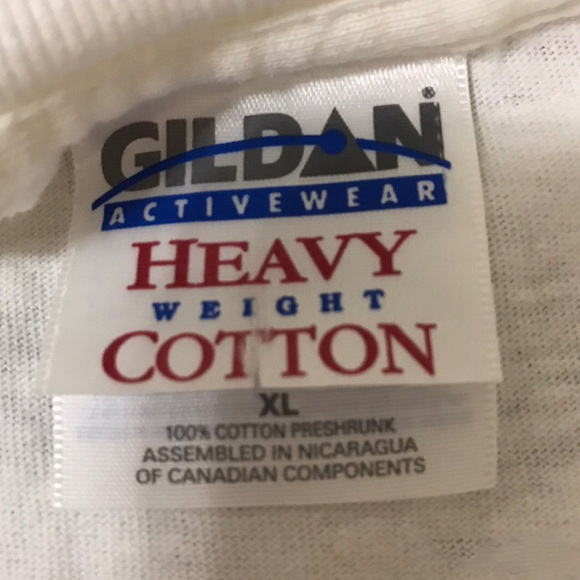 GILDAN®
ACTIVEWEAR
HEAVY
WEIGHT
COTTON
XL
100% COTTON PRESHRUNK
ASSEMBLED IN NICARAGUA
OF CANADIAN COMPONENTS